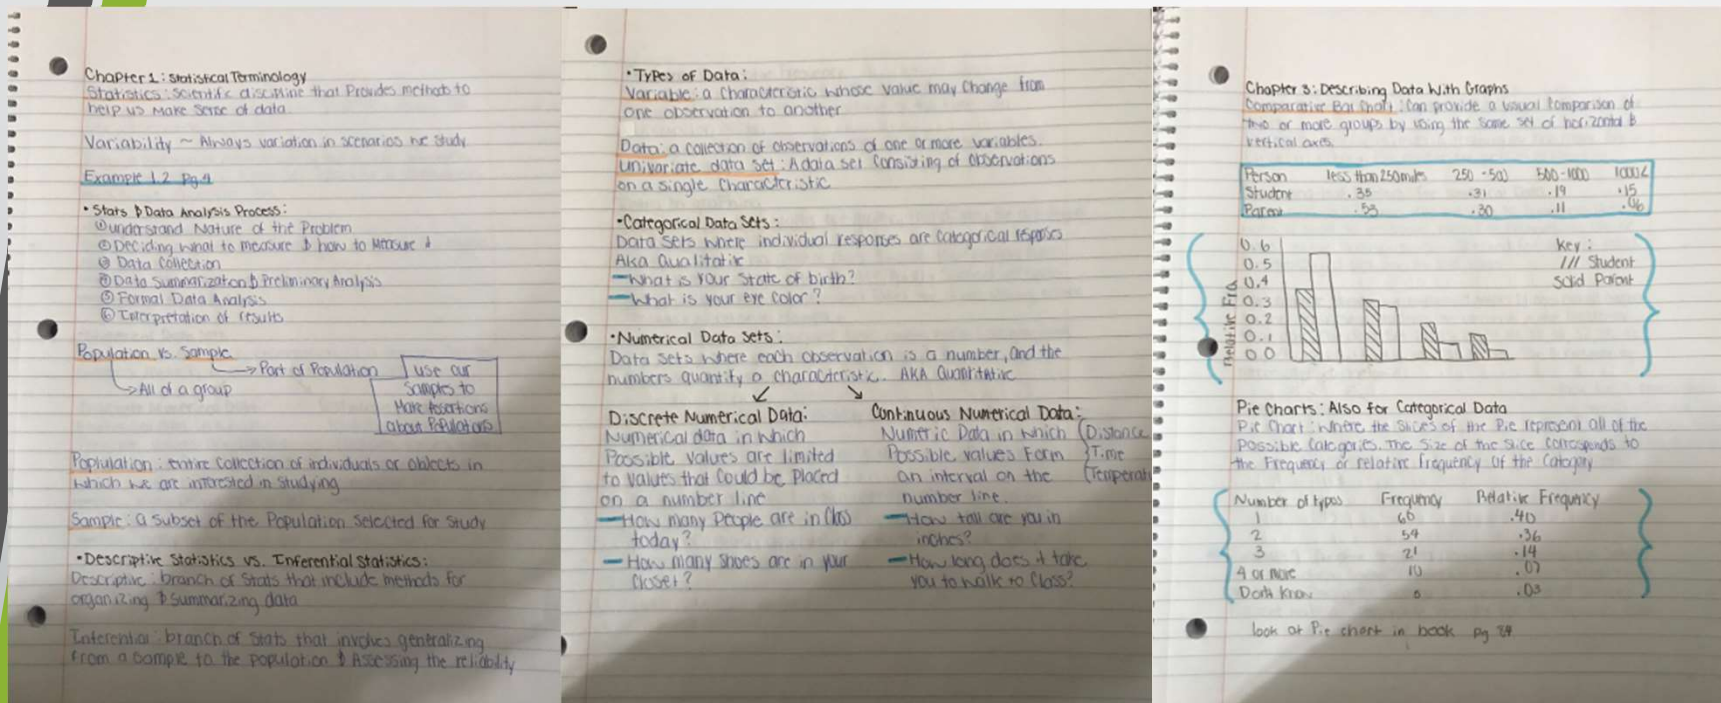 Chapter 1: Statistical Terminology
Statistics: scientific discipline that Provides methods to
help us Make Sense of data
Variability ~ Always variation in scenarios we study
Example 1.2 pg.4
• Stats & Data Analysis Process:
① understand Nature of the Problem
② Deciding what to measure & how to Measure it
③ Data Collection
④ Data Summarization & Preliminary Analysis
⑤ Formal Data Analysis
⑥ Interpretation of results
Population vs. Sample
Part of Population
All of a group
use our
Samples to
Make Assertions
about Populations
Poplulation: entire Collection of individuals or objects in
which we are interested in studying
Sample: a subset of the Population selected for study
• Descriptive Statistics vs. Inferential Statistics:
Descriptive: branch of Stats that include methods for
organizing & Summarizing data
Inferential: branch of Stats that involves generalizing
from a sample to the population & Assessing the reliability
• Types of Data:
Variable: a Characteristic whose value may Change from
one observation to another
Data: a collection of observations of one or more variables.
Univariate data set: A data set Consisting of observations
on a single Characteristic
• Categorical Data Sets:
Data sets where individual responses are Categorical responses
Aka Qualitative
— What is Your State of birth?
— What is your eye color?
• Numerical Data Sets:
Data sets where each observation is a number, and the
numbers quantify a characteristic. AKA Quantitative
Discrete Numerical Data:
Numerical data in which
Possible values are limited
to values that Could be Placed
on a number line
— How many People are in Class
today?
— How many shoes are in your
Closet?
Continuous Numerical Data:
Numeric Data in which
Possible values Form
an interval on the
number line.
Distance
Time
Temperat
— How tall are you in
inches?
— How long does it take
you to walk to Class?
Chapter 3: Describing Data With Graphs
Comparative Bar Chart: Can provide a visual Comparison of
two or more groups by using the same set of horizontal &
vertical axes.
Person less than 250 miles 250-500 500-1000 1000<
Student .35 .31 .19 .15
Parent .53 .30 .11 .06
Relative Frq
0.6
0.5
0.4
0.3
0.2
0.1
0.0
Key:
/// Student
solid Parent
Pie Charts: Also for Categorical Data
Pie Chart: Where the Slices of the Pie represent all of the
Possible Categories. The Size of the Slice corresponds to
the Frequency or relative Frequency of the Category
Number of typos Frequency Relative Frequency
1 60 .40
2 54 .36
3 21 .14
4 or more 10 .07
Don't Know .03
look at Pie chart in book pg